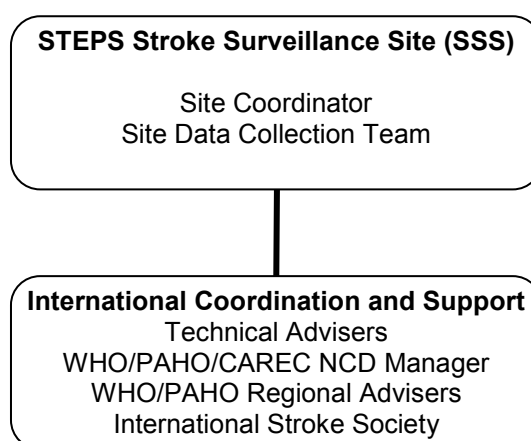 STEPS Stroke Surveillance Site (SSS)
Site Coordinator
Site Data Collection Team
International Coordination and Support
Technical Advisers
WHO/PAHO/CAREC NCD Manager
WHO/PAHO Regional Advisers
International Stroke Society